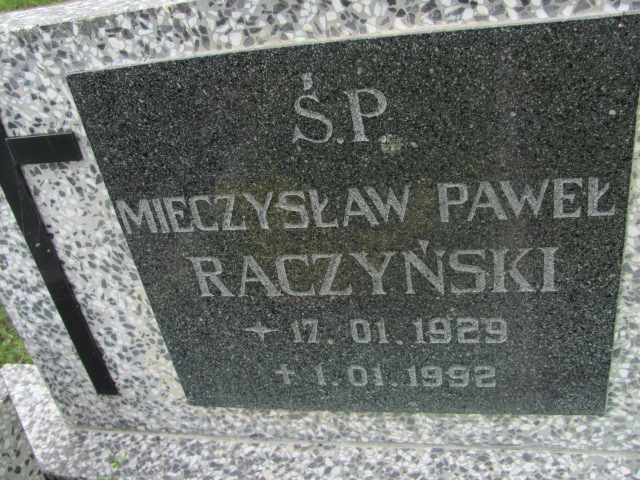 Ś.P.
MIECZYSŁAW PAWEŁ
RACZYŃSKI
✦ 17. 01. 1929
✝ 1. 01. 1992